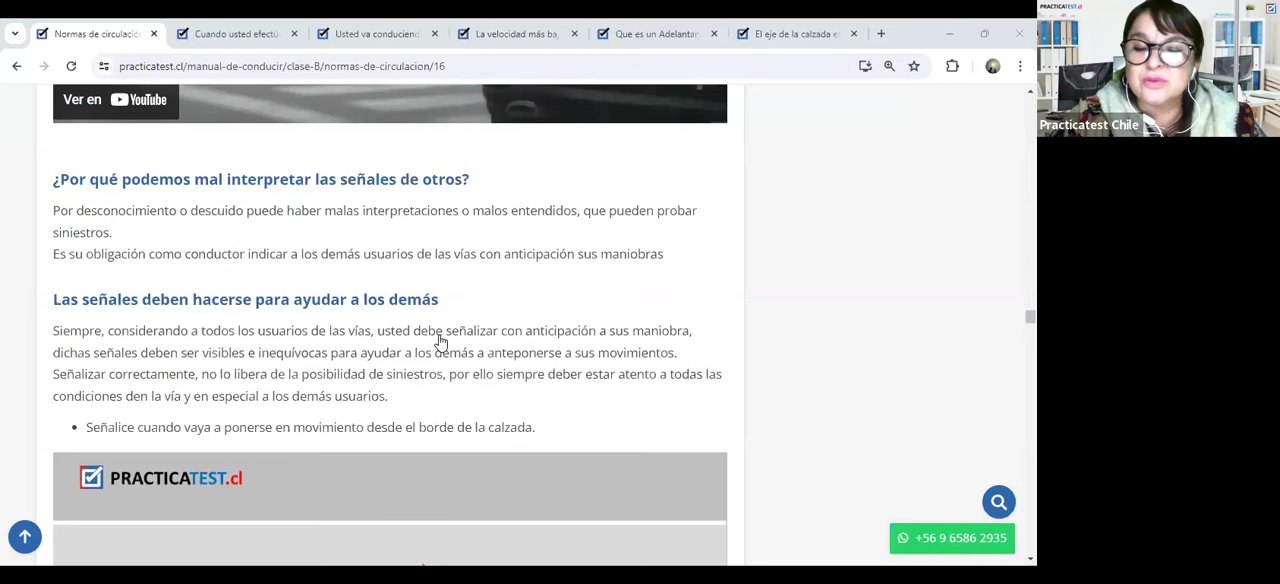 Normas de circulació
Cuando usted efectú
Usted va conduciend
La velocidad más ba
Que es un Adelantar
El eje de la calzada e
practicatest.cl/manual-de-conducir/clase-B/normas-de-circulacion/16
PRACTICATEST.cl
Practicatest Chile
Ver en YouTube
¿Por qué podemos mal interpretar las señales de otros?
Por desconocimiento o descuido puede haber malas interpretaciones o malos entendidos, que pueden probar
siniestros.
Es su obligación como conductor indicar a los demás usuarios de las vías con anticipación sus maniobras
Las señales deben hacerse para ayudar a los demás
Siempre, considerando a todos los usuarios de las vías, usted debe señalizar con anticipación a sus maniobra,
dichas señales deben ser visibles e inequívocas para ayudar a los demás a anteponerse a sus movimientos.
Señalizar correctamente, no lo libera de la posibilidad de siniestros, por ello siempre deber estar atento a todas las
condiciones den la vía y en especial a los demás usuarios.
• Señalice cuando vaya a ponerse en movimiento desde el borde de la calzada.
PRACTICATEST.cl
+56 9 6586 2935